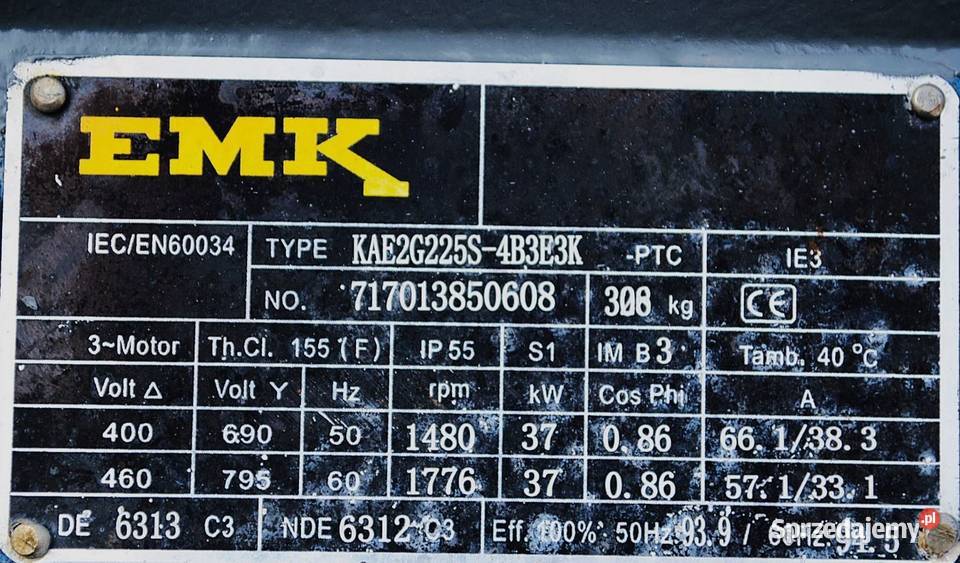 EMK
IEC/EN60034 TYPE KAE2G225S-4B3E3K -PTC IE3
NO. 717013850608 308 kg CE
3~Motor Th.Cl. 155 (F) IP 55 S1 IM B3 Tamb. 40 °C
Volt Δ Volt Y Hz rpm kW Cos Phi A
400 690 50 1480 37 0.86 66.1/38.3
460 795 60 1776 37 0.86 57.1/33.1
DE 6313 C3 NDE 6312 C3 Eff. 100% 50Hz:93.9 / 60Hz:94.5
Sprzedajemy.pl